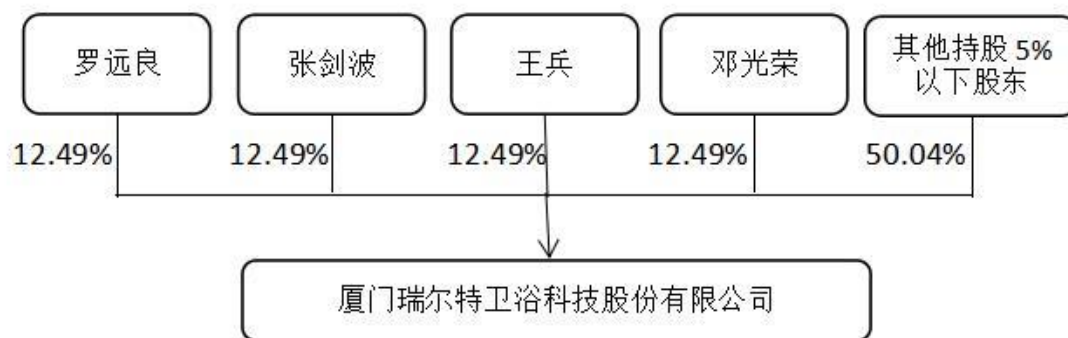 罗远良
张剑波
王兵
邓光荣
其他持股 5%
以下股东
12.49%
12.49%
12.49%
12.49%
50.04%
厦门瑞尔特卫浴科技股份有限公司